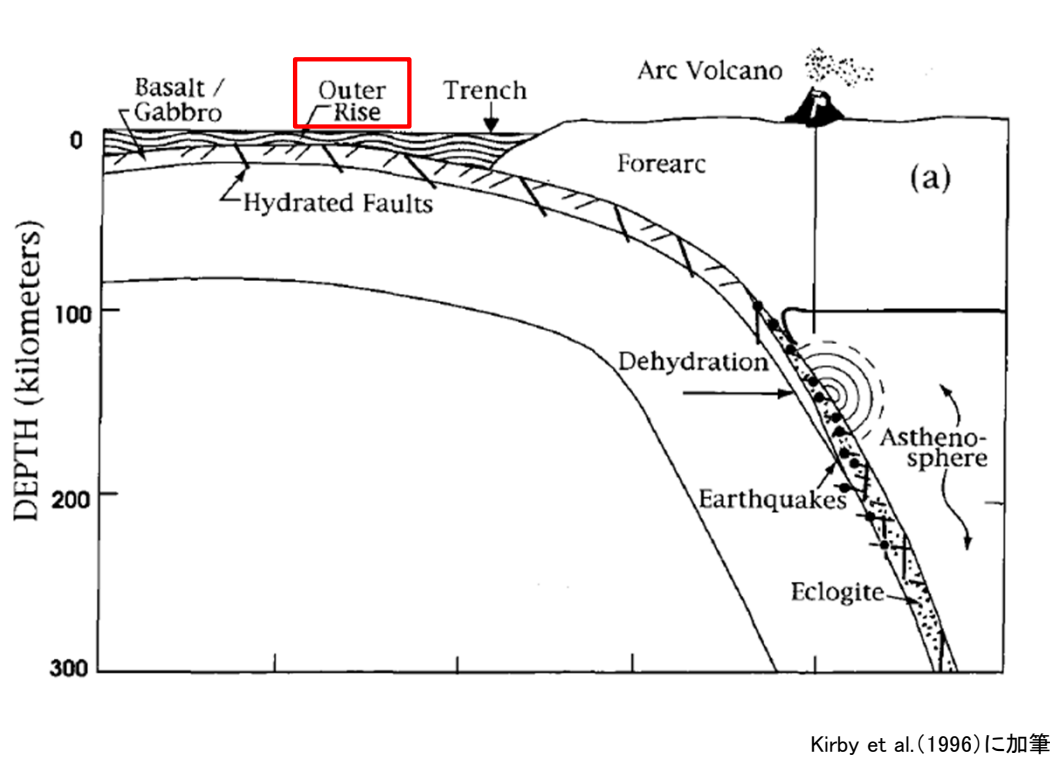 Basalt /
Gabbro
Outer
Rise
Trench
Arc Volcano
0
Forearc
(a)
Hydrated Faults
DEPTH (kilometers)
100
Dehydration
Astheno-
sphere
200
Earthquakes
Eclogite
300
Kirby et al.(1996)に加筆